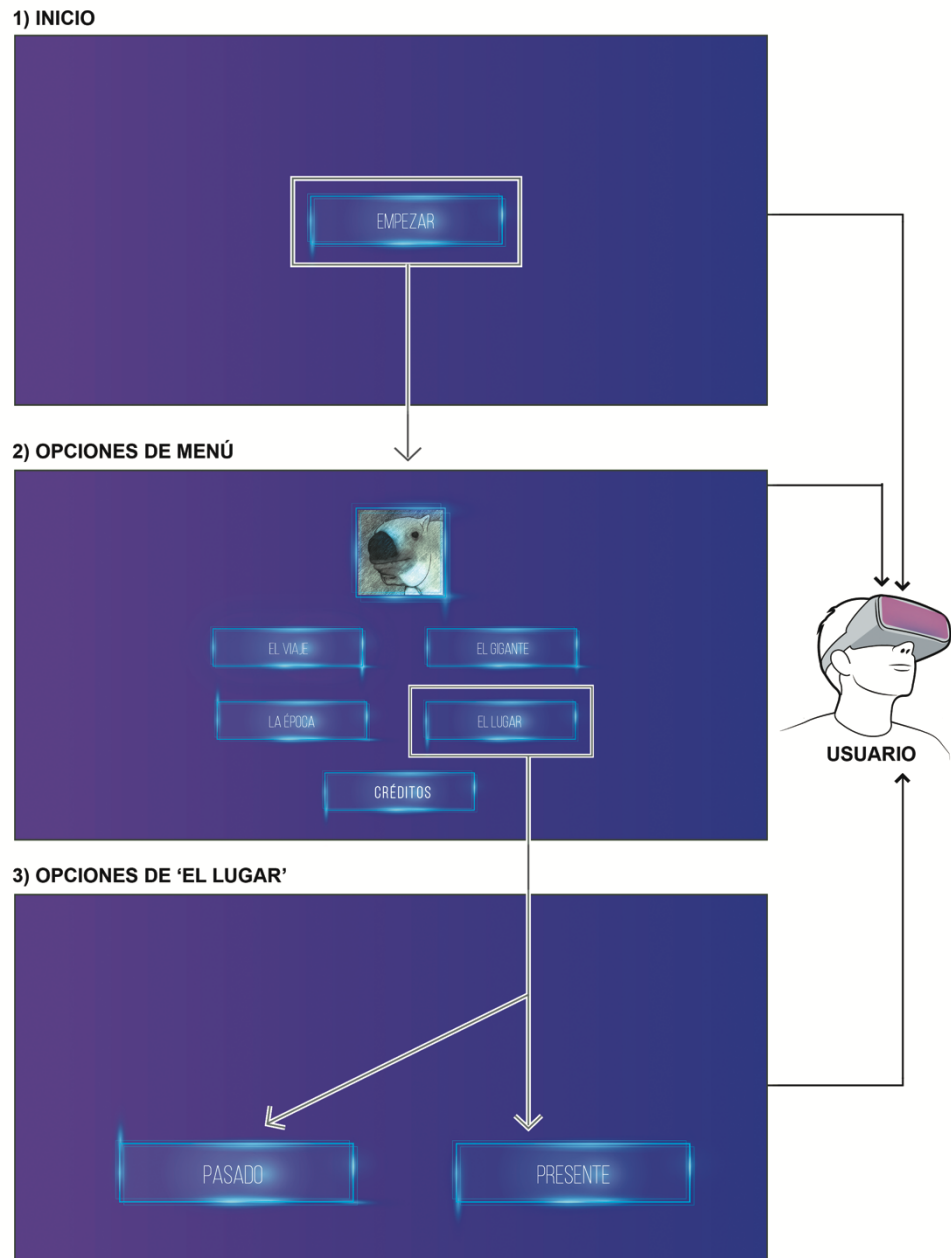 1) INICIO
EMPEZAR
2) OPCIONES DE MENÚ
EL VIAJE
EL GIGANTE
LA ÉPOCA
EL LUGAR
CRÉDITOS
USUARIO
3) OPCIONES DE ‘EL LUGAR’
PASADO
PRESENTE